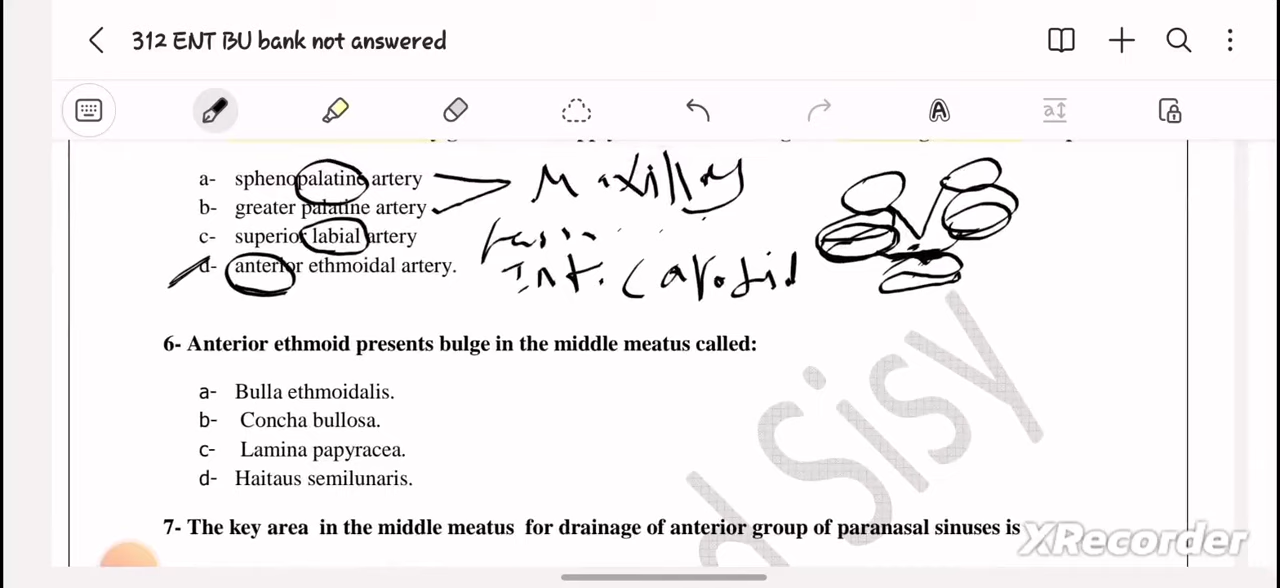 312 ENT BU bank not answered
a- sphenopalatine artery
Maxillary
b- greater palatine artery
c- superior labial artery
d- anterior ethmoidal artery.
Int. Carotid
6- Anterior ethmoid presents bulge in the middle meatus called:
a- Bulla ethmoidalis.
b- Concha bullosa.
c- Lamina papyracea.
d- Haitaus semilunaris.
7- The key area in the middle meatus for drainage of anterior group of paranasal sinuses is
XRecorder
d Sisy